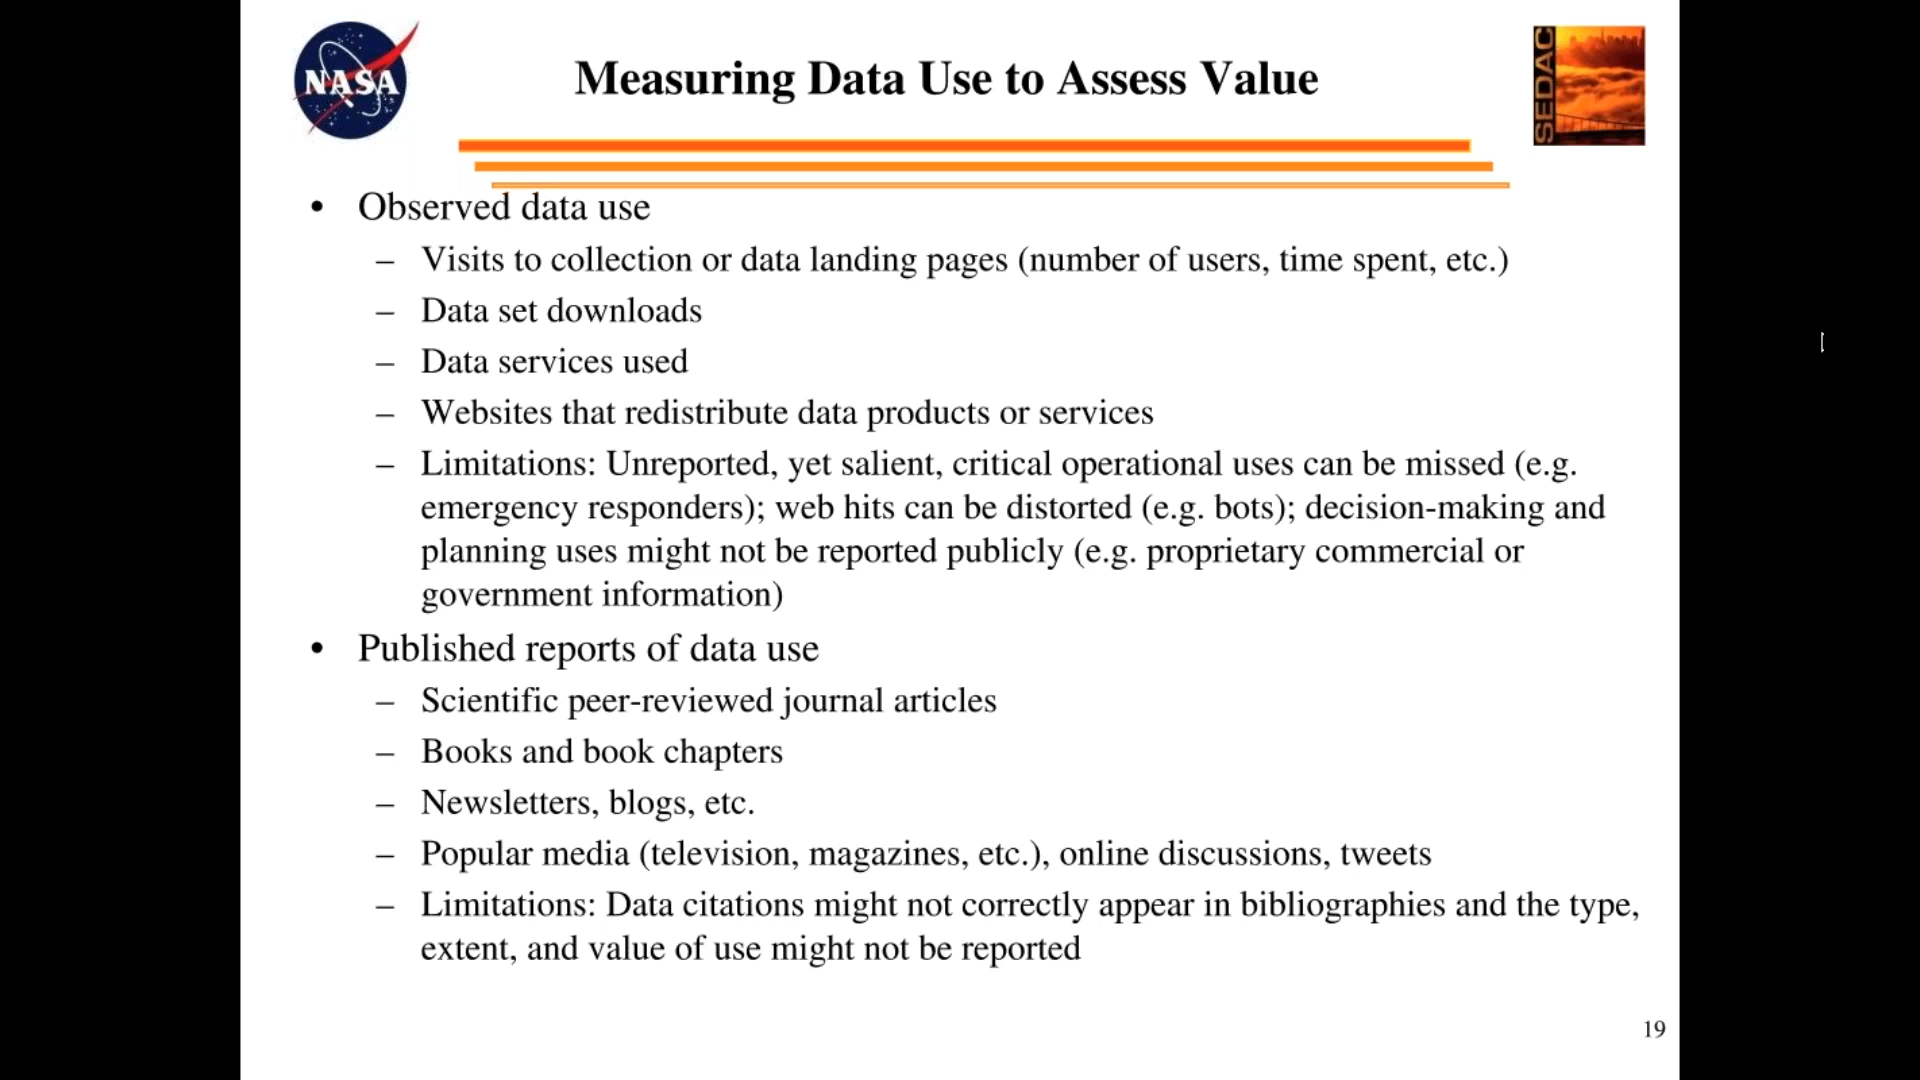 NASA
Measuring Data Use to Assess Value
SEDAC
• Observed data use
– Visits to collection or data landing pages (number of users, time spent, etc.)
– Data set downloads
– Data services used
– Websites that redistribute data products or services
– Limitations: Unreported, yet salient, critical operational uses can be missed (e.g.
emergency responders); web hits can be distorted (e.g. bots); decision-making and
planning uses might not be reported publicly (e.g. proprietary commercial or
government information)
• Published reports of data use
– Scientific peer-reviewed journal articles
– Books and book chapters
– Newsletters, blogs, etc.
– Popular media (television, magazines, etc.), online discussions, tweets
– Limitations: Data citations might not correctly appear in bibliographies and the type,
extent, and value of use might not be reported
19